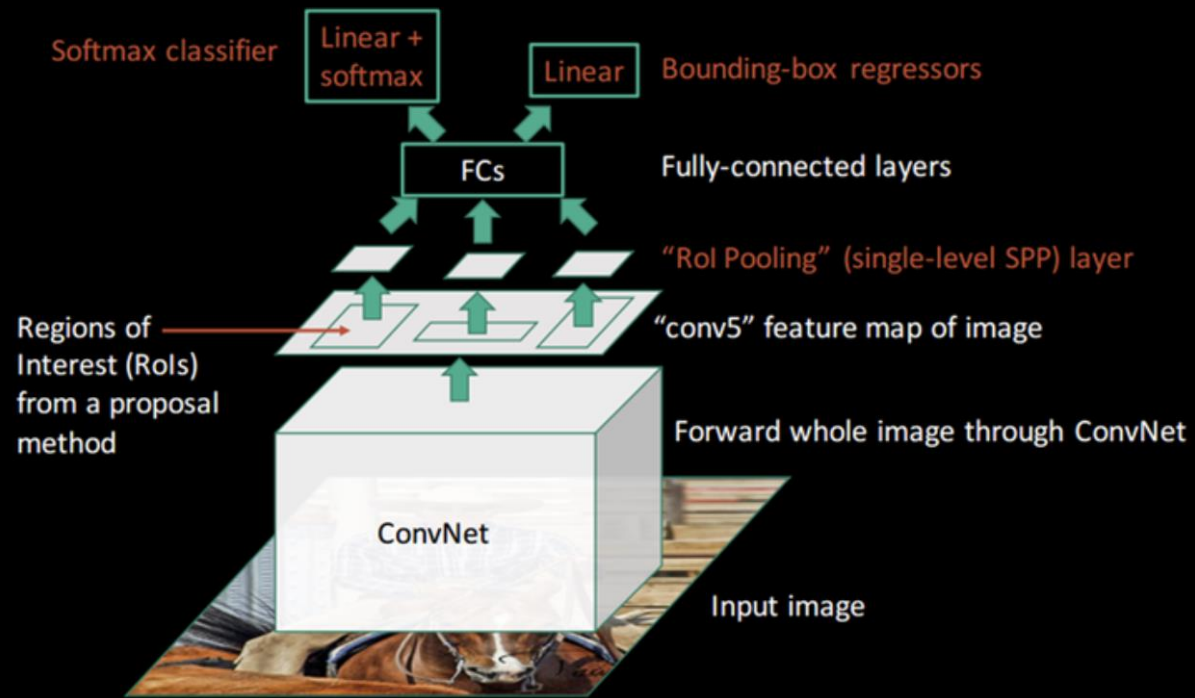 Softmax classifier
Linear +
softmax
Linear
Bounding-box regressors
FCs
Fully-connected layers
“RoI Pooling” (single-level SPP) layer
Regions of
Interest (RoIs)
from a proposal
method
“conv5” feature map of image
Forward whole image through ConvNet
ConvNet
Input image